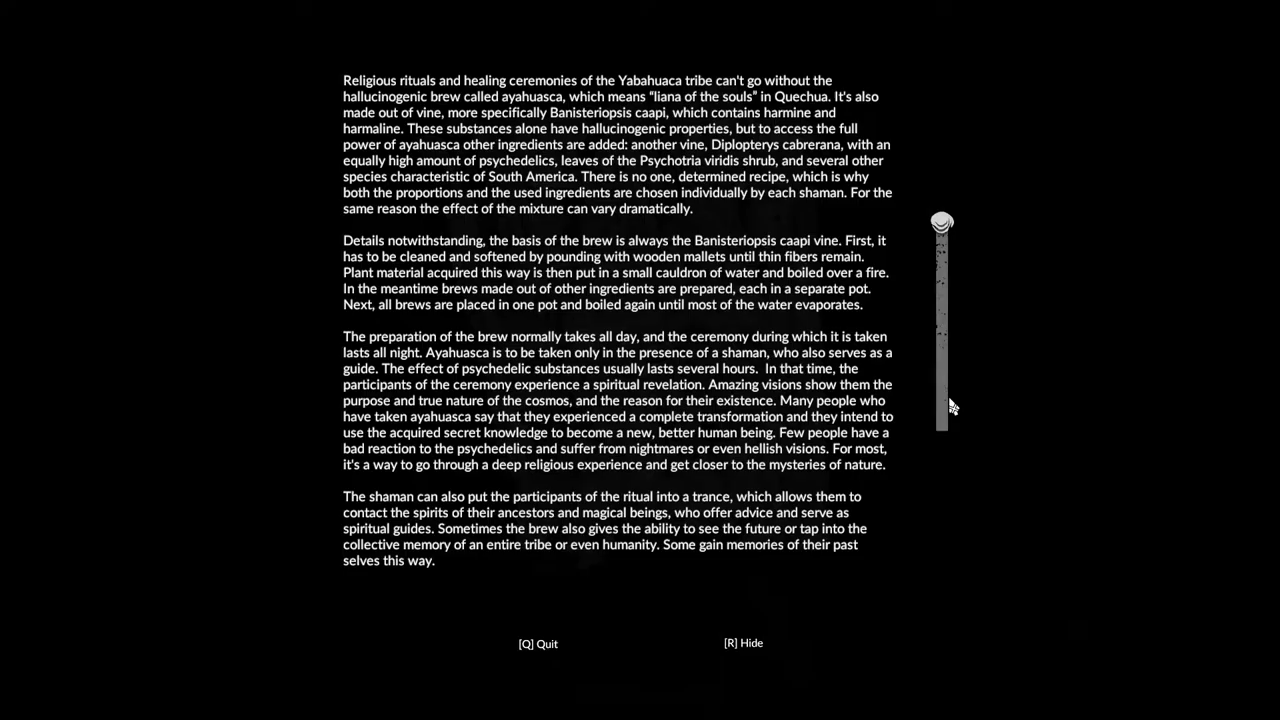 Religious rituals and healing ceremonies of the Yabahuaca tribe can't go without the
hallucinogenic brew called ayahuasca, which means “liana of the souls” in Quechua. It's also
made out of vine, more specifically Banisteriopsis caapi, which contains harmine and
harmaline. These substances alone have hallucinogenic properties, but to access the full
power of ayahuasca other ingredients are added: another vine, Diplopterys cabrerana, with an
equally high amount of psychedelics, leaves of the Psychotria viridis shrub, and several other
species characteristic of South America. There is no one, determined recipe, which is why
both the proportions and the used ingredients are chosen individually by each shaman. For the
same reason the effect of the mixture can vary dramatically.
Details notwithstanding, the basis of the brew is always the Banisteriopsis caapi vine. First, it
has to be cleaned and softened by pounding with wooden mallets until thin fibers remain.
Plant material acquired this way is then put in a small cauldron of water and boiled over a fire.
In the meantime brews made out of other ingredients are prepared, each in a separate pot.
Next, all brews are placed in one pot and boiled again until most of the water evaporates.
The preparation of the brew normally takes all day, and the ceremony during which it is taken
lasts all night. Ayahuasca is to be taken only in the presence of a shaman, who also serves as a
guide. The effect of psychedelic substances usually lasts several hours.  In that time, the
participants of the ceremony experience a spiritual revelation. Amazing visions show them the
purpose and true nature of the cosmos, and the reason for their existence. Many people who
have taken ayahuasca say that they experienced a complete transformation and they intend to
use the acquired secret knowledge to become a new, better human being. Few people have a
bad reaction to the psychedelics and suffer from nightmares or even hellish visions. For most,
it's a way to go through a deep religious experience and get closer to the mysteries of nature.
The shaman can also put the participants of the ritual into a trance, which allows them to
contact the spirits of their ancestors and magical beings, who offer advice and serve as
spiritual guides. Sometimes the brew also gives the ability to see the future or tap into the
collective memory of an entire tribe or even humanity. Some gain memories of their past
selves this way.
[Q] Quit
[R] Hide